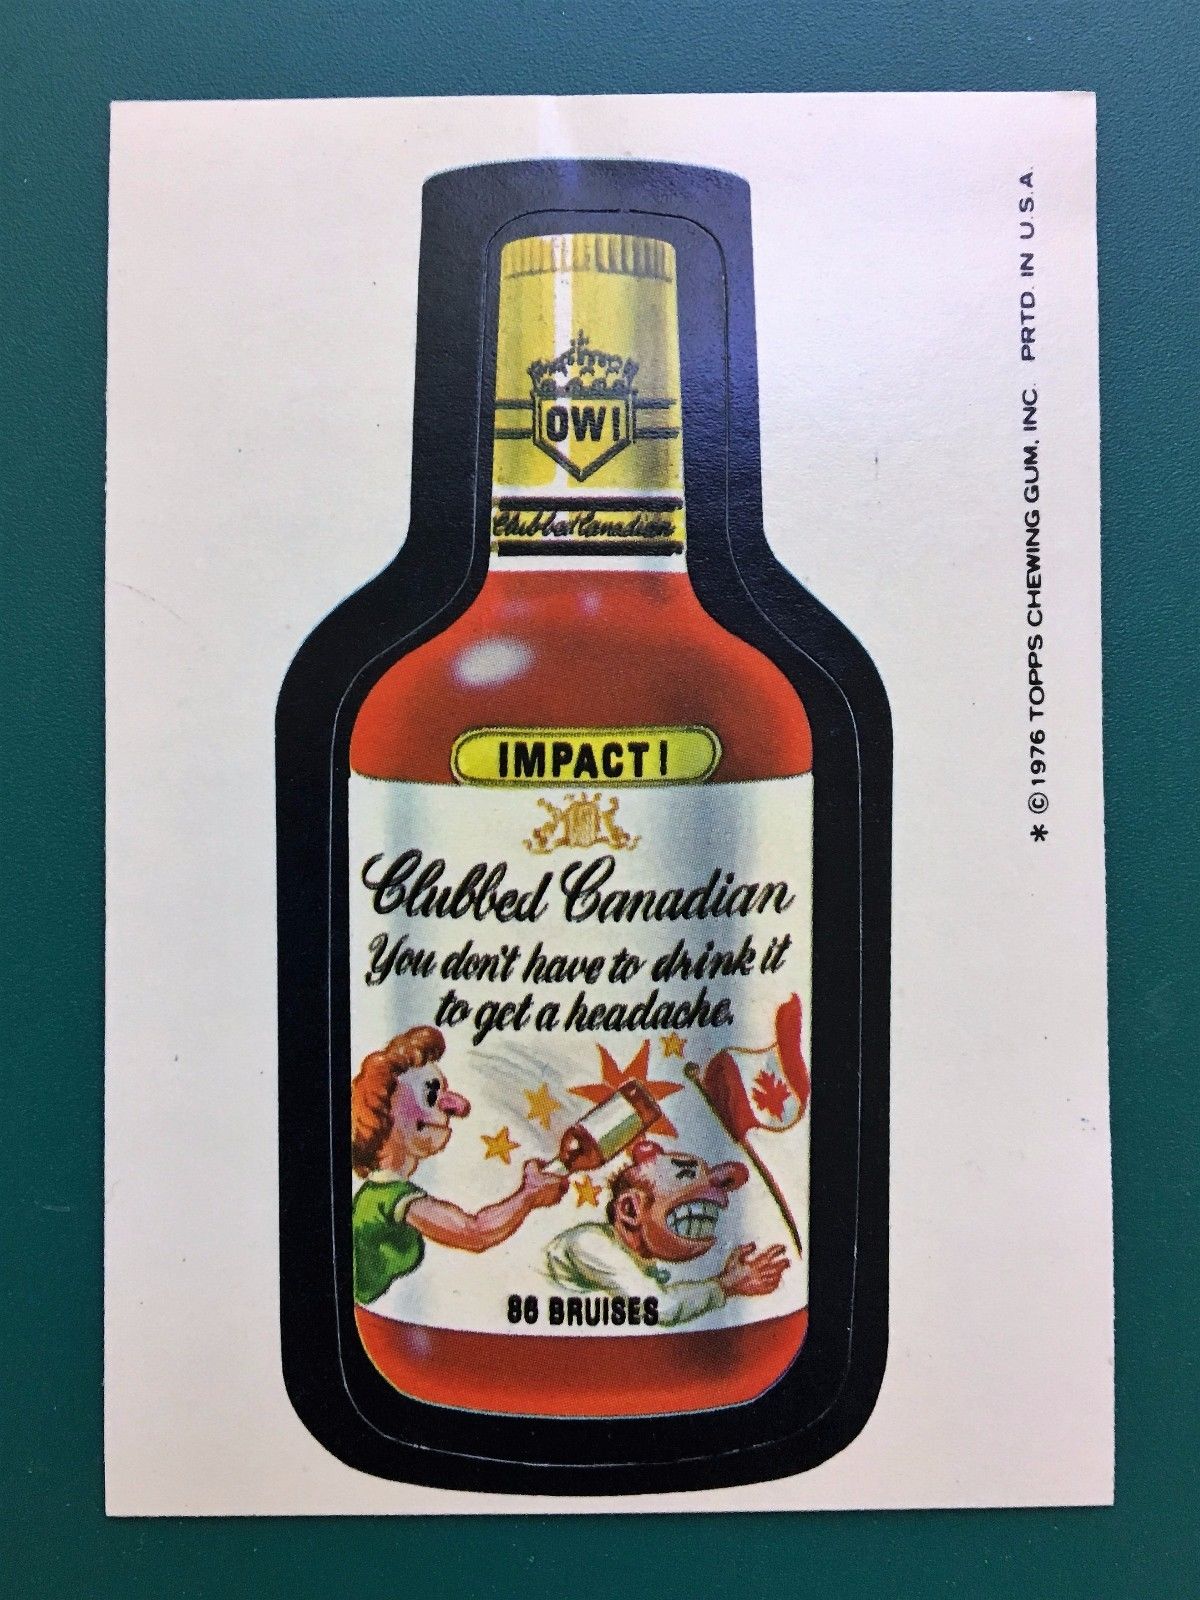 OW!
Clubbed Canadian
IMPACT!
Clubbed Canadian
You don't have to drink it
to get a headache.
86 BRUISES
* © 1976 TOPPS CHEWING GUM, INC. PRTD. IN U.S.A.